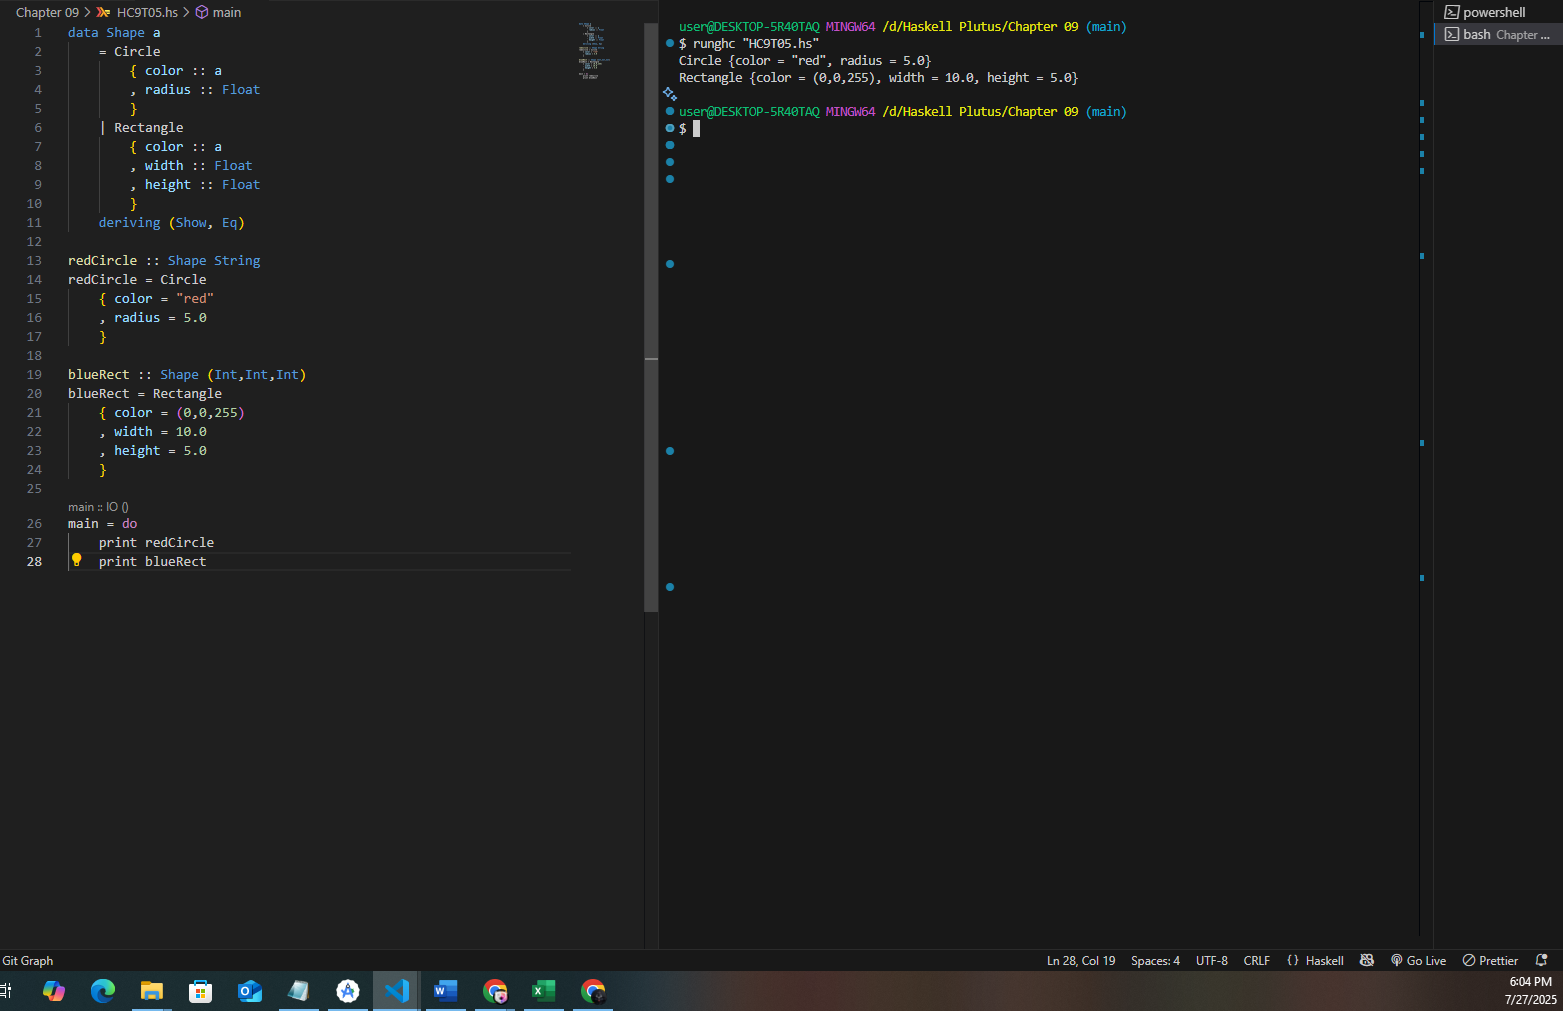 Chapter 09 > HC9T05.hs > main
1 data Shape a
2 = Circle
3 { color :: a
4 , radius :: Float
5 }
6 | Rectangle
7 { color :: a
8 , width :: Float
9 , height :: Float
10 }
11 deriving (Show, Eq)
12
13 redCircle :: Shape String
14 redCircle = Circle
15 { color = "red"
16 , radius = 5.0
17 }
18
19 blueRect :: Shape (Int,Int,Int)
20 blueRect = Rectangle
21 { color = (0,0,255)
22 , width = 10.0
23 , height = 5.0
24 }
25
main :: IO ()
26 main = do
27 print redCircle
28 print blueRect
user@DESKTOP-5R40TAQ MINGW64 /d/Haskell Plutus/Chapter 09 (main)
$ runghc "HC9T05.hs"
Circle {color = "red", radius = 5.0}
Rectangle {color = (0,0,255), width = 10.0, height = 5.0}
user@DESKTOP-5R40TAQ MINGW64 /d/Haskell Plutus/Chapter 09 (main)
$
powershell
bash Chapter ...
Git Graph
Ln 28, Col 19 Spaces: 4 UTF-8 CRLF {} Haskell Go Live Prettier
6:04 PM
7/27/2025